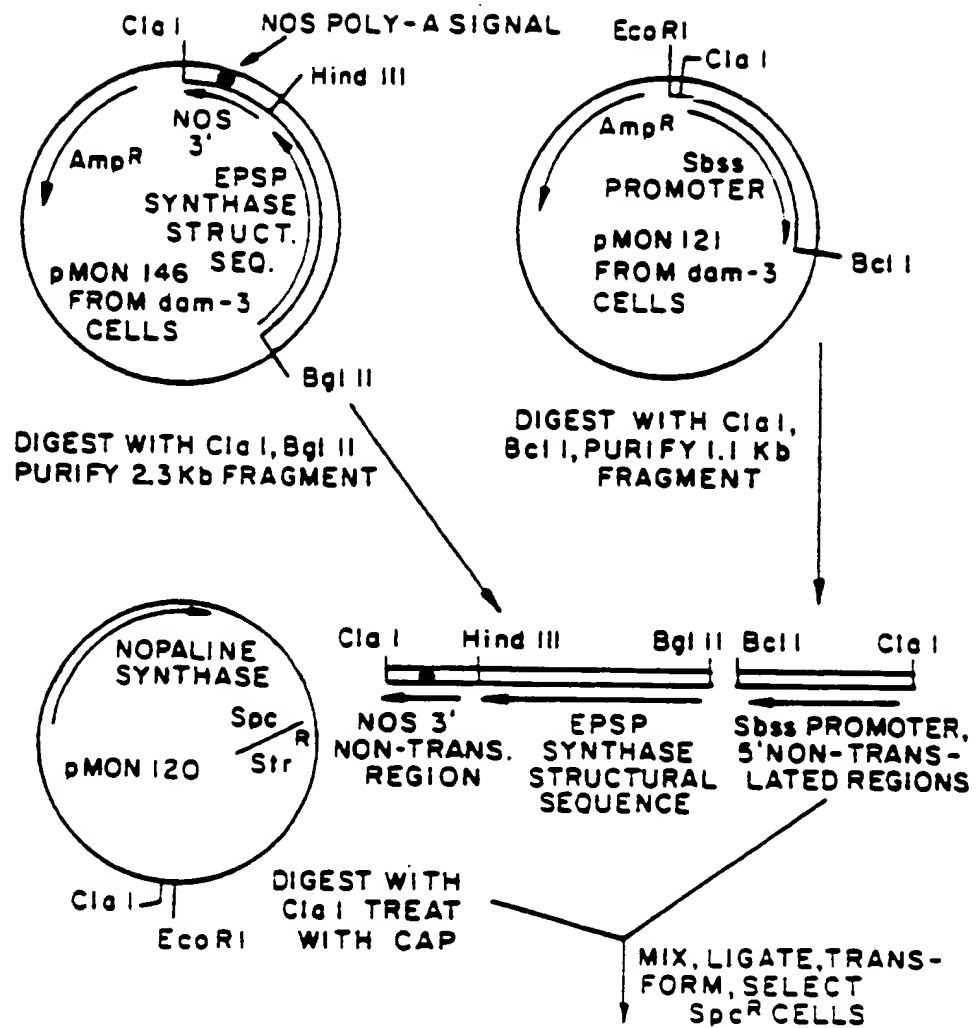 Cla I
NOS POLY-A SIGNAL
Hind III
NOS
3'
AmpR
EPSP
SYNTHASE
STRUCT.
SEQ.
pMON 146
FROM dam-3
CELLS
Bgl II
EcoRI
Cla I
AmpR
Sbss
PROMOTER
pMON 121
FROM dam-3
CELLS
Bcl I
DIGEST WITH Cla I, Bgl II
PURIFY 2.3 Kb FRAGMENT
DIGEST WITH Cla I,
Bcl I, PURIFY 1.1 Kb
FRAGMENT
NOPALINE
SYNTHASE
Spc
R
Str
pMON 120
Cla I
EcoRI
Cla I
Hind III
Bgl II
Bcl I
Cla I
NOS 3'
NON-TRANS.
REGION
EPSP
SYNTHASE
STRUCTURAL
SEQUENCE
Sbss PROMOTER,
5' NON-TRANS-
LATED REGIONS
DIGEST WITH
Cla I TREAT
WITH CAP
MIX, LIGATE, TRANS-
FORM, SELECT
SpcR CELLS